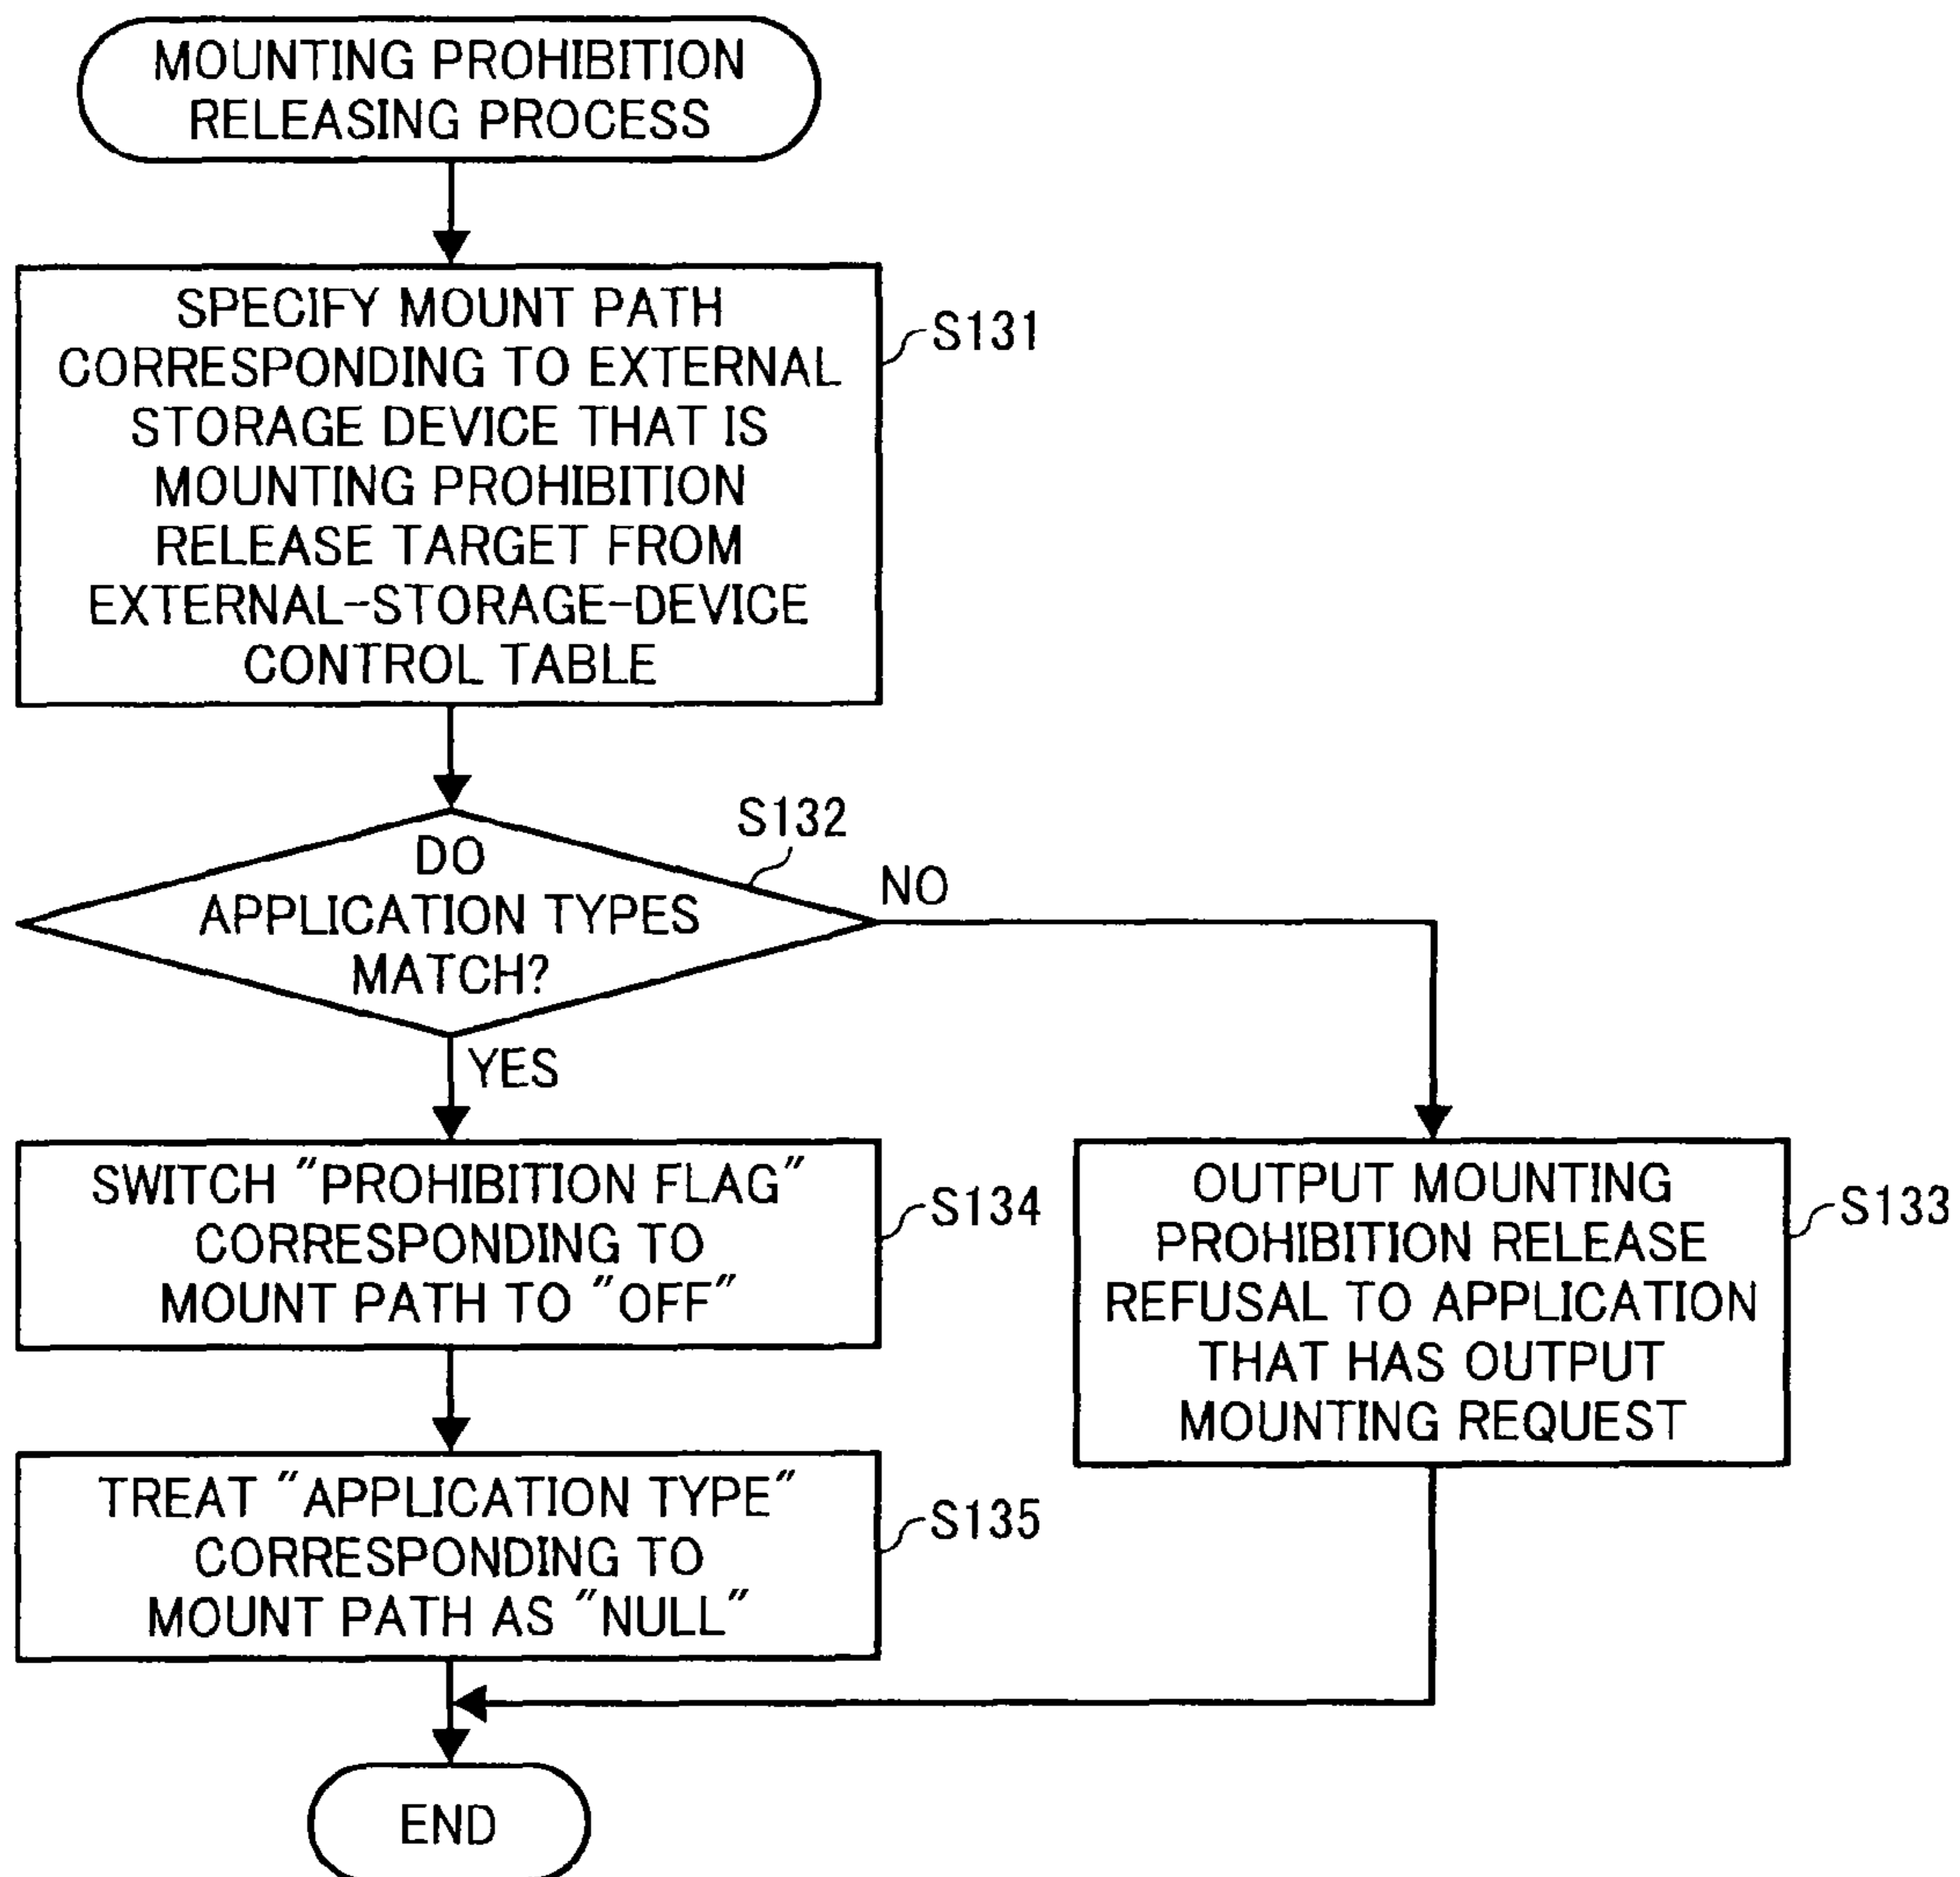 MOUNTING PROHIBITION
RELEASING PROCESS
SPECIFY MOUNT PATH
CORRESPONDING TO EXTERNAL
STORAGE DEVICE THAT IS
MOUNTING PROHIBITION
RELEASE TARGET FROM
EXTERNAL-STORAGE-DEVICE
CONTROL TABLE
S131
DO
APPLICATION TYPES
MATCH?
S132
NO
YES
SWITCH "PROHIBITION FLAG"
CORRESPONDING TO
MOUNT PATH TO "OFF"
S134
OUTPUT MOUNTING
PROHIBITION RELEASE
REFUSAL TO APPLICATION
THAT HAS OUTPUT
MOUNTING REQUEST
S133
TREAT "APPLICATION TYPE"
CORRESPONDING TO
MOUNT PATH AS "NULL"
S135
END